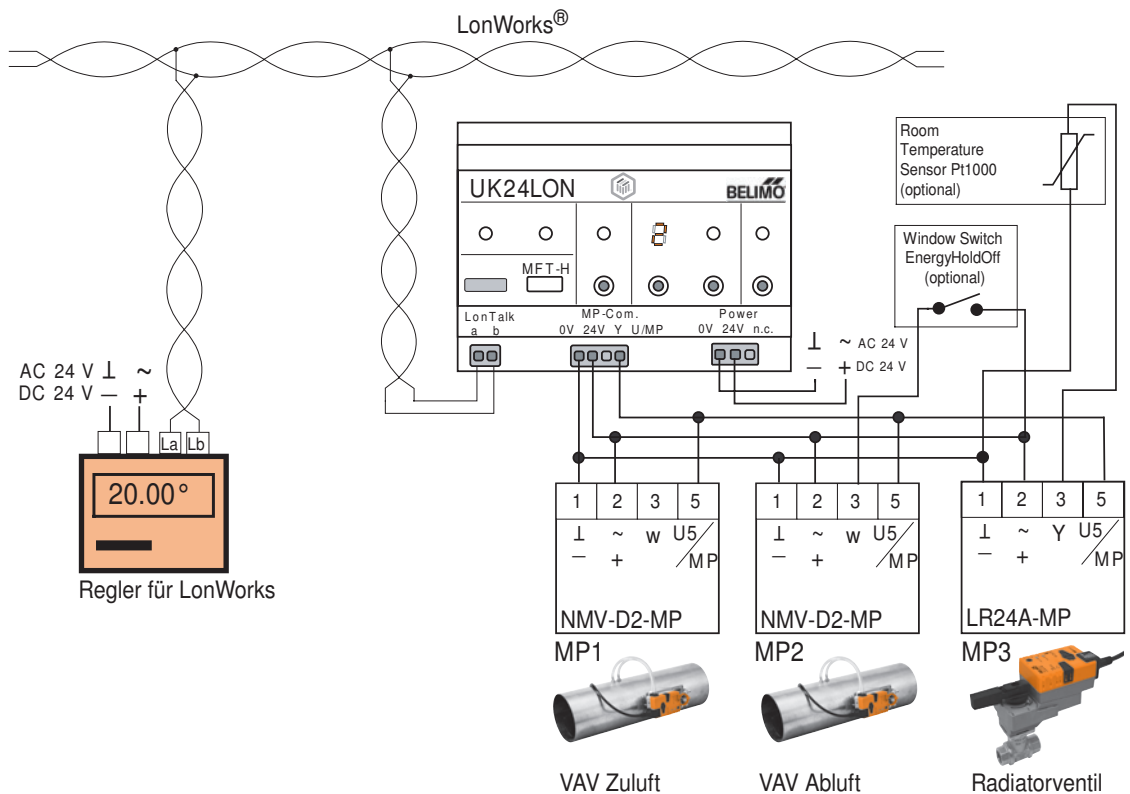 LonWorks®
UK24LON
BELIMO
MFT-H
LonTalk
a b
MP-Com.
0V 24V Y U/MP
Power
0V 24V n.c.
Room
Temperature
Sensor Pt1000
(optional)
Window Switch
EnergyHoldOff
(optional)
⊥ ~ AC 24 V
− + DC 24 V
AC 24 V ⊥ ~
DC 24 V − +
La Lb
20.00°
Regler für LonWorks
1 2 3 5
⊥ ~ w U5/
− + MP
NMV-D2-MP
MP1
VAV Zuluft
1 2 3 5
⊥ ~ w U5/
− + MP
NMV-D2-MP
MP2
VAV Abluft
1 2 3 5
⊥ ~ Y U5/
− + MP
LR24A-MP
MP3
Radiatorventil